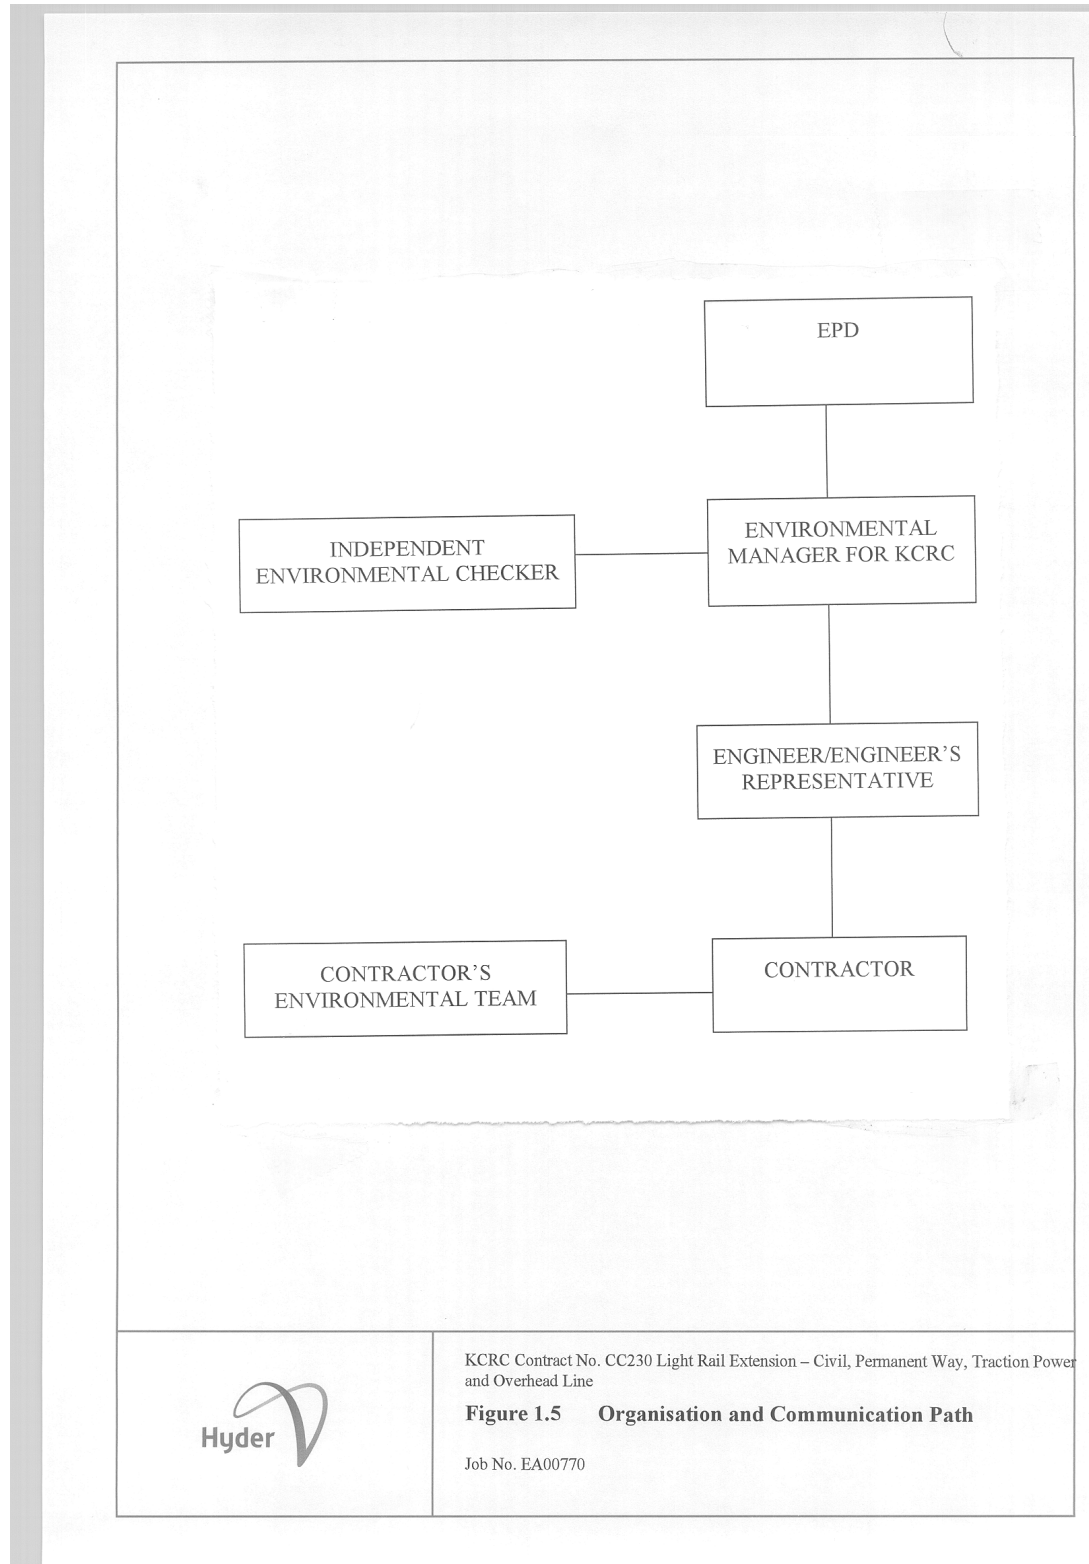 EPD
INDEPENDENT
ENVIRONMENTAL CHECKER
ENVIRONMENTAL
MANAGER FOR KCRC
ENGINEER/ENGINEER’S
REPRESENTATIVE
CONTRACTOR’S
ENVIRONMENTAL TEAM
CONTRACTOR
Hyder
KCRC Contract No. CC230 Light Rail Extension – Civil, Permanent Way, Traction Power
and Overhead Line
Figure 1.5 Organisation and Communication Path
Job No. EA00770